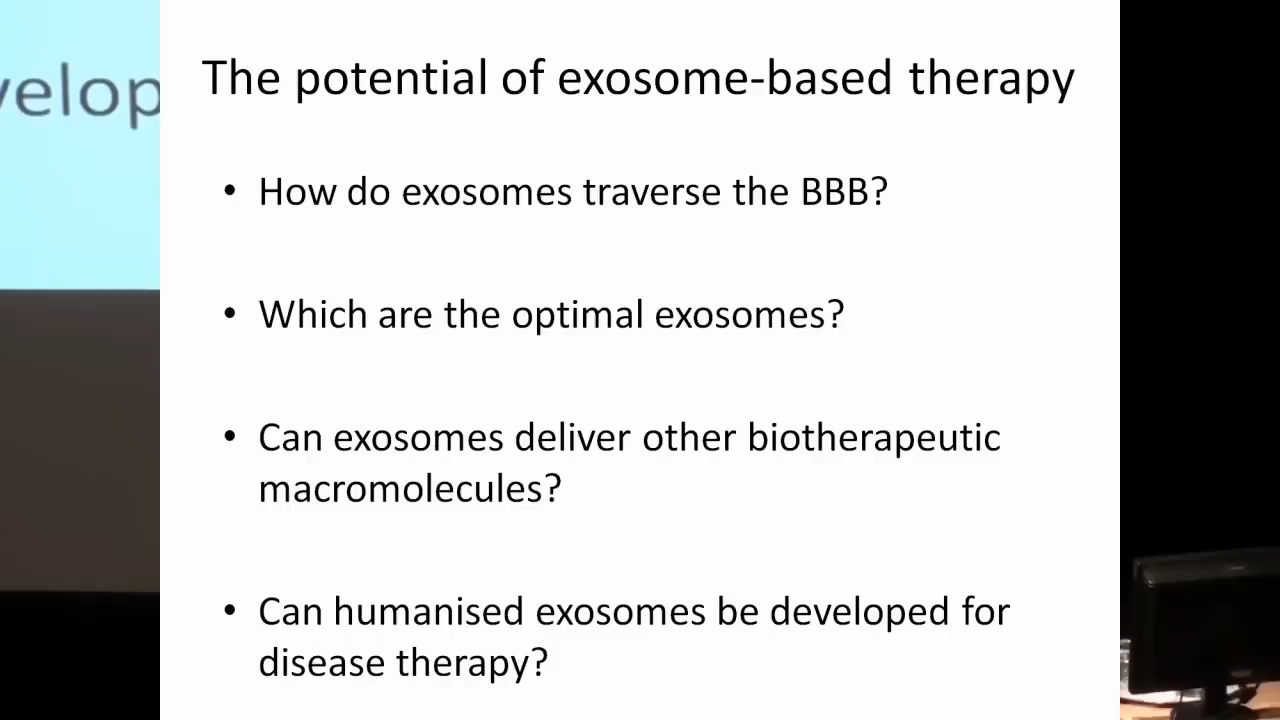 The potential of exosome-based therapy
• How do exosomes traverse the BBB?
• Which are the optimal exosomes?
• Can exosomes deliver other biotherapeutic
macromolecules?
• Can humanised exosomes be developed for
disease therapy?